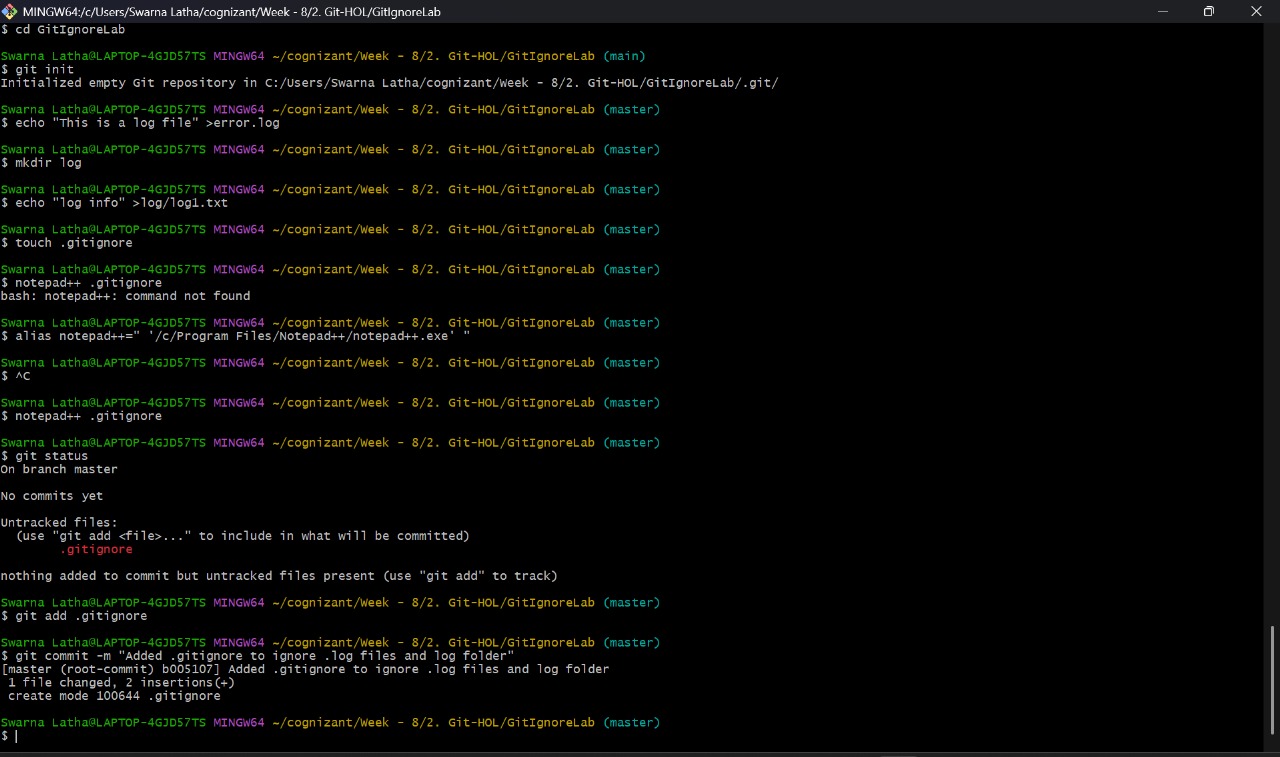 MINGW64:/c/Users/Swarna Latha/cognizant/Week - 8/2. Git-HOL/GitIgnoreLab
$ cd GitIgnoreLab
Swarna Latha@LAPTOP-4GJD57TS MINGW64 ~/cognizant/Week - 8/2. Git-HOL/GitIgnoreLab (main)
$ git init
Initialized empty Git repository in C:/Users/Swarna Latha/cognizant/Week - 8/2. Git-HOL/GitIgnoreLab/.git/
Swarna Latha@LAPTOP-4GJD57TS MINGW64 ~/cognizant/Week - 8/2. Git-HOL/GitIgnoreLab (master)
$ echo "This is a log file" >error.log
Swarna Latha@LAPTOP-4GJD57TS MINGW64 ~/cognizant/Week - 8/2. Git-HOL/GitIgnoreLab (master)
$ mkdir log
Swarna Latha@LAPTOP-4GJD57TS MINGW64 ~/cognizant/Week - 8/2. Git-HOL/GitIgnoreLab (master)
$ echo "log info" >log/log1.txt
Swarna Latha@LAPTOP-4GJD57TS MINGW64 ~/cognizant/Week - 8/2. Git-HOL/GitIgnoreLab (master)
$ touch .gitignore
Swarna Latha@LAPTOP-4GJD57TS MINGW64 ~/cognizant/Week - 8/2. Git-HOL/GitIgnoreLab (master)
$ notepad++ .gitignore
bash: notepad++: command not found
Swarna Latha@LAPTOP-4GJD57TS MINGW64 ~/cognizant/Week - 8/2. Git-HOL/GitIgnoreLab (master)
$ alias notepad++=" '/c/Program Files/Notepad++/notepad++.exe' "
Swarna Latha@LAPTOP-4GJD57TS MINGW64 ~/cognizant/Week - 8/2. Git-HOL/GitIgnoreLab (master)
$ ^C
Swarna Latha@LAPTOP-4GJD57TS MINGW64 ~/cognizant/Week - 8/2. Git-HOL/GitIgnoreLab (master)
$ notepad++ .gitignore
Swarna Latha@LAPTOP-4GJD57TS MINGW64 ~/cognizant/Week - 8/2. Git-HOL/GitIgnoreLab (master)
$ git status
On branch master
No commits yet
Untracked files:
(use "git add <file>..." to include in what will be committed)
.gitignore
nothing added to commit but untracked files present (use "git add" to track)
Swarna Latha@LAPTOP-4GJD57TS MINGW64 ~/cognizant/Week - 8/2. Git-HOL/GitIgnoreLab (master)
$ git add .gitignore
Swarna Latha@LAPTOP-4GJD57TS MINGW64 ~/cognizant/Week - 8/2. Git-HOL/GitIgnoreLab (master)
$ git commit -m "Added .gitignore to ignore .log files and log folder"
[master (root-commit) b005107] Added .gitignore to ignore .log files and log folder
1 file changed, 2 insertions(+)
create mode 100644 .gitignore
Swarna Latha@LAPTOP-4GJD57TS MINGW64 ~/cognizant/Week - 8/2. Git-HOL/GitIgnoreLab (master)
$